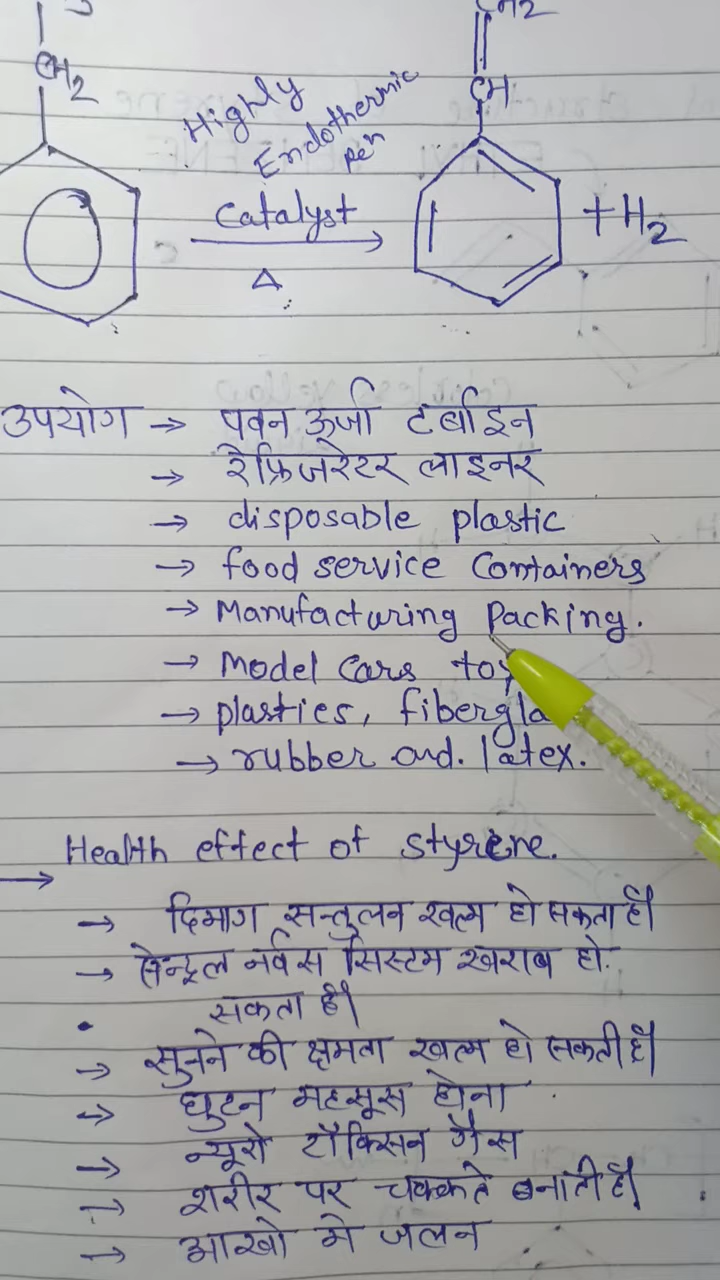 CH2
CH2
CH
Highly
Endothermic
rxn
Catalyst
Δ
+H2
उपयोग → पवन ऊर्जा टर्बाइन
→ रेफ्रिजरेटर लाइनर
→ disposable plastic
→ food service Containers
→ Manufacturing Packing.
→ Model Cars toy
→ plasties, fibergla
→ rubber and. latex.
Health effect of styrene.
→
→ दिमाग सन्तुलन खत्म हो सकता है।
→ सेन्ट्रल नर्वस सिस्टम खराब हो.
सकता है।
→ सुनने की क्षमता खत्म हो सकती है।
→ घुटन महसूस होना
→ न्यूरो टॉक्सिन गैस
→ शरीर पर चकत्ते बनाती है।
→ आखो मे जलन